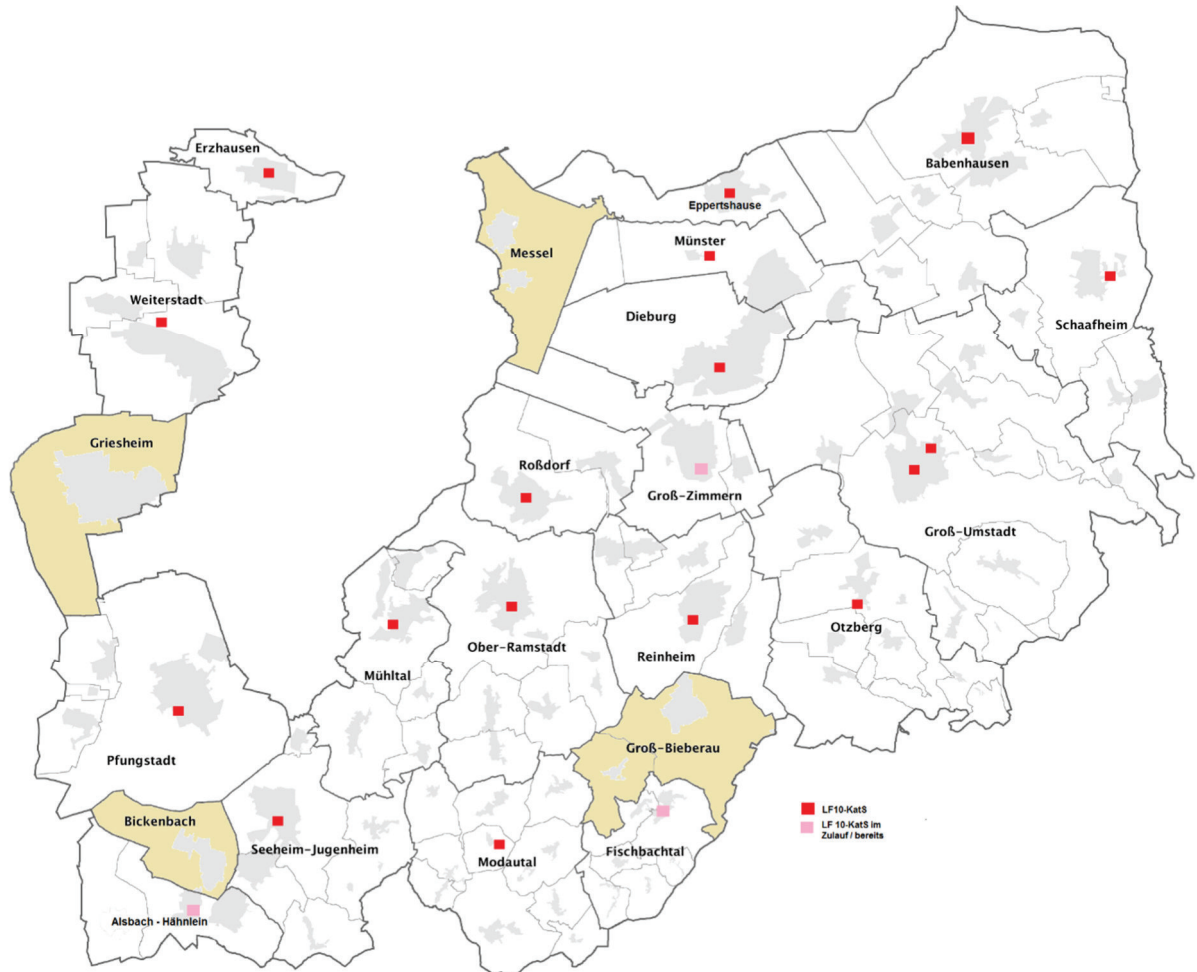 Erzhausen
Babenhausen
Eppertshause
Münster
Messel
Weiterstadt
Dieburg
Schaafheim
Griesheim
Roßdorf
Groß-Zimmern
Groß-Umstadt
Otzberg
Ober-Ramstadt
Reinheim
Mühltal
Groß-Bieberau
Pfungstadt
Bickenbach
Seeheim-Jugenheim
Modautal
Fischbachtal
Alsbach - Hähnlein
LF10-KatS
LF 10-KatS im
Zulauf / bereits